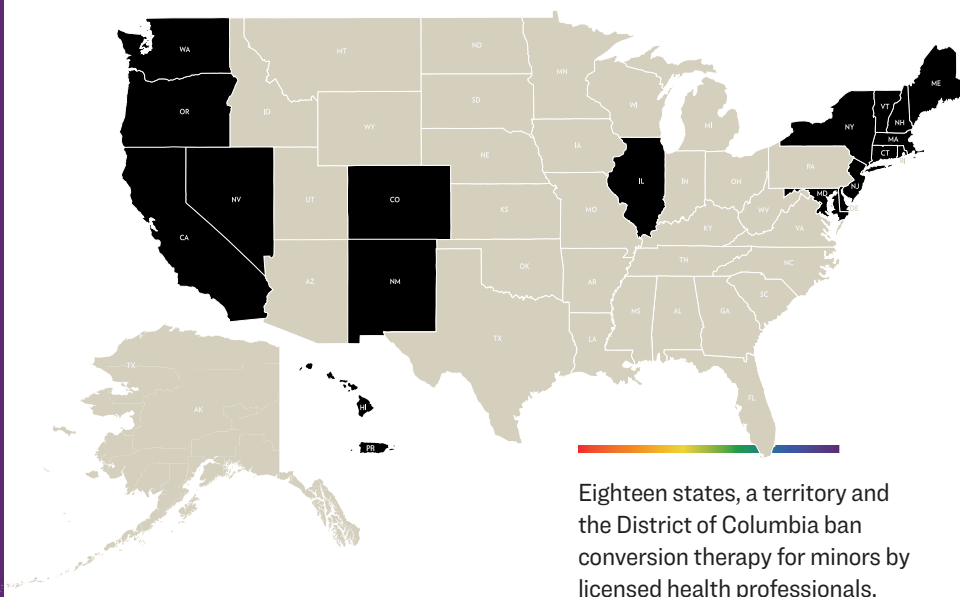 WA
MT
ND
MN
ME
VT
NH
OR
ID
SD
WI
MI
NY
MA
WY
CT
IA
NE
PA
NJ
NV
UT
CO
IL
IN
OH
MD
DE
KS
MO
WV
VA
CA
KY
AZ
NM
OK
TN
NC
AR
SC
TX
MS
AL
GA
LA
TX
AK
FL
HI
PR
Eighteen states, a territory and
the District of Columbia ban
conversion therapy for minors by
licensed health professionals.